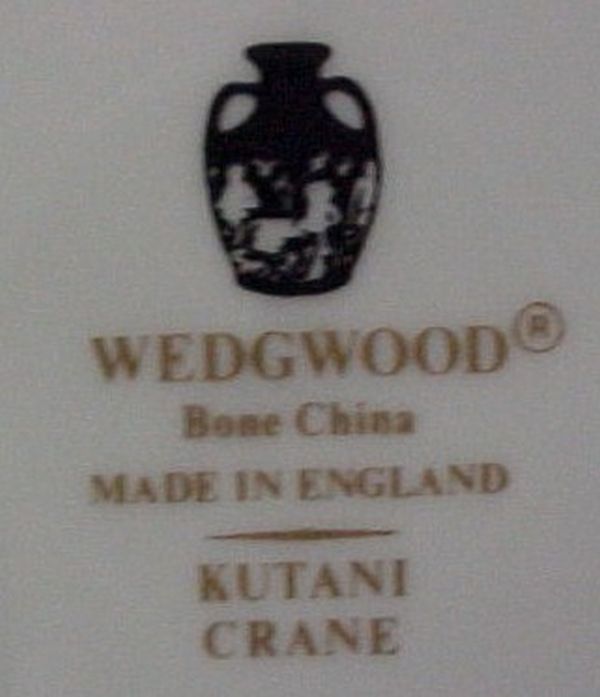 WEDGWOOD®
Bone China
MADE IN ENGLAND
KUTANI
CRANE